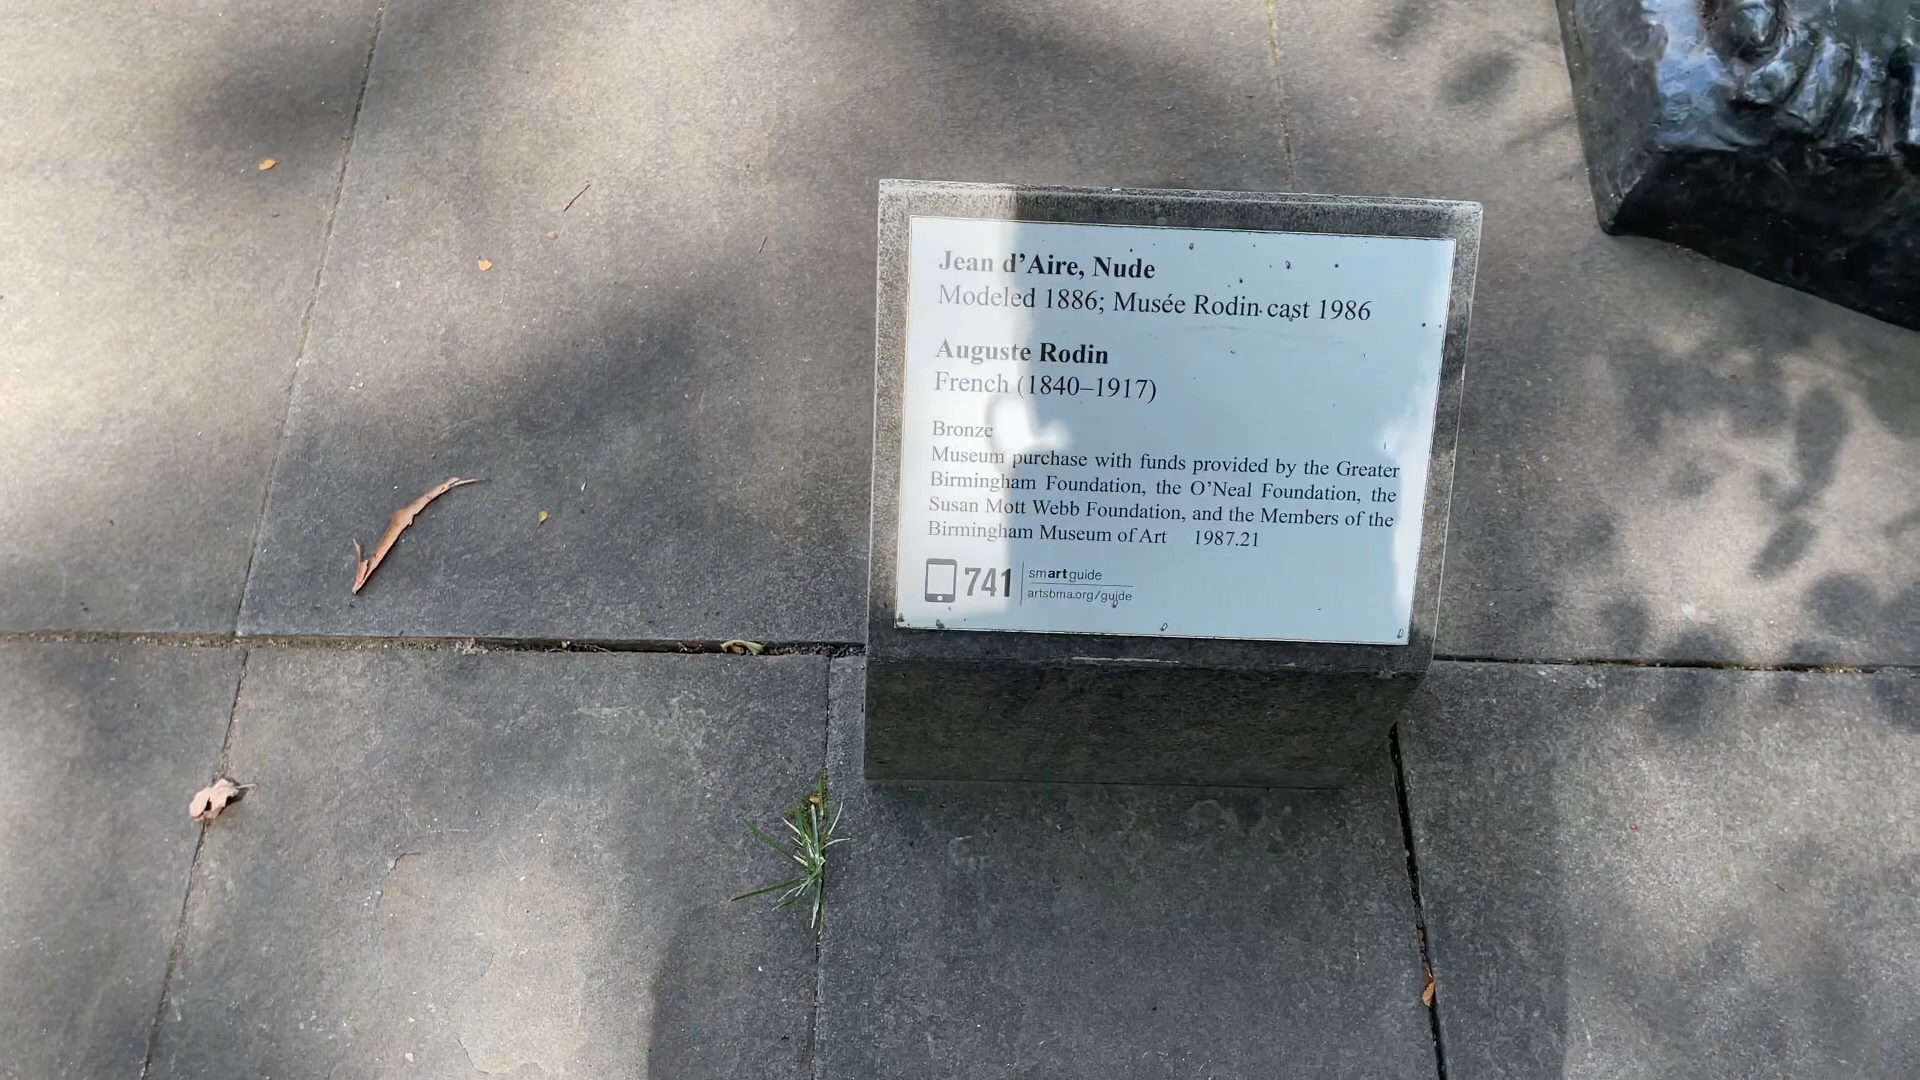 Jean d’Aire, Nude
Modeled 1886; Musée Rodin cast 1986
Auguste Rodin
French (1840–1917)
Bronze
Museum purchase with funds provided by the Greater
Birmingham Foundation, the O’Neal Foundation, the
Susan Mott Webb Foundation, and the Members of the
Birmingham Museum of Art 1987.21
741
smartguide
artsbma.org/guide